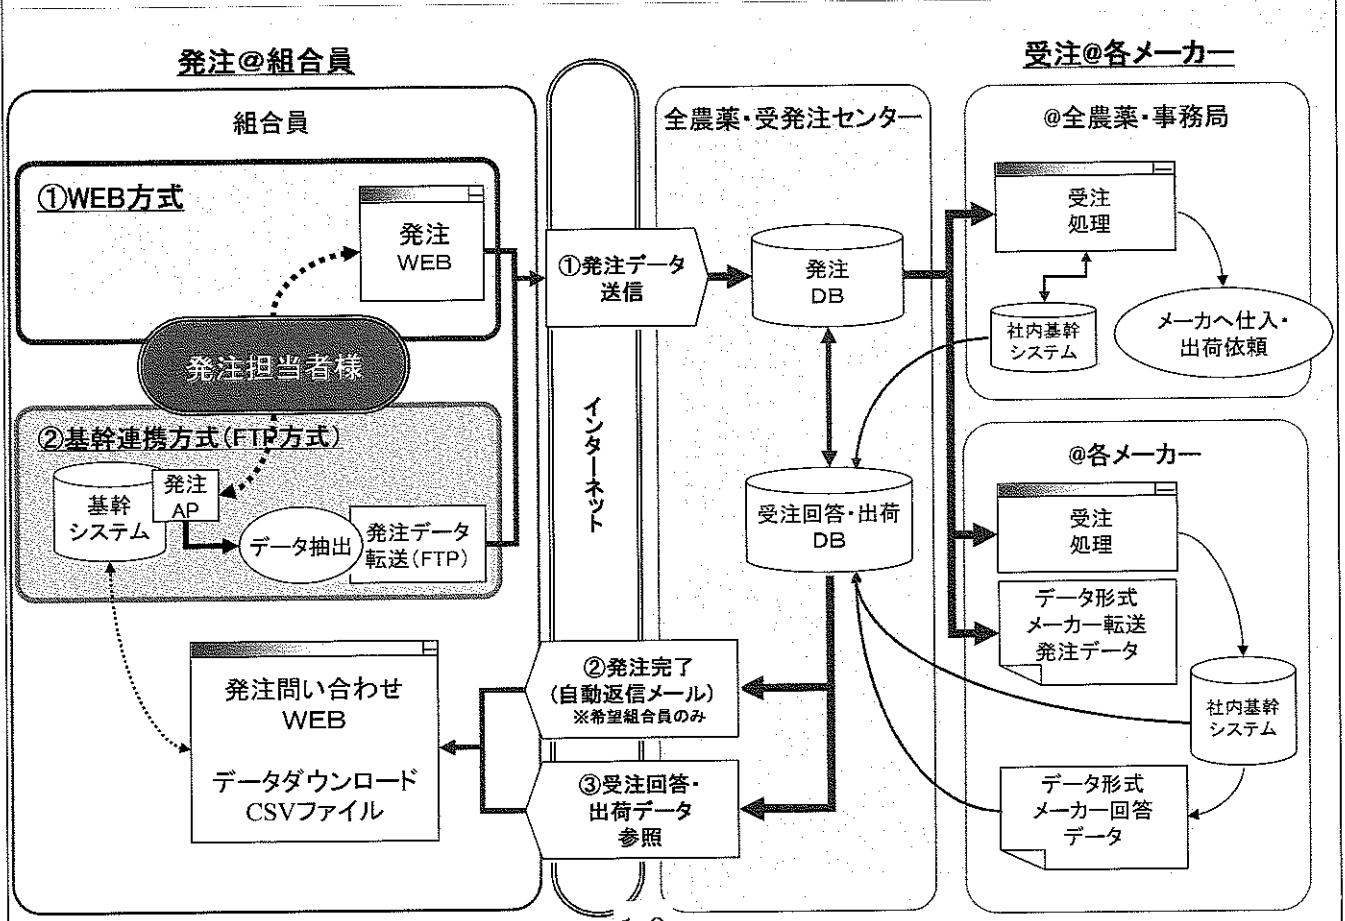 発注@組合員
組合員
①WEB方式
発注
WEB
発注担当者様
②基幹連携方式(FTP方式)
基幹
システム
発注
AP
データ抽出
発注データ
転送(FTP)
発注問い合わせ
WEB
データダウンロード
CSVファイル
インターネット
①発注データ
送信
②発注完了
(自動返信メール)
※希望組合員のみ
③受注回答・
出荷データ
参照
全農薬・受発注センター
発注
DB
受注回答・出荷
DB
受注@各メーカー
@全農薬・事務局
受注
処理
社内基幹
システム
メーカへ仕入・
出荷依頼
@各メーカー
受注
処理
データ形式
メーカー転送
発注データ
社内基幹
システム
データ形式
メーカー回答
データ